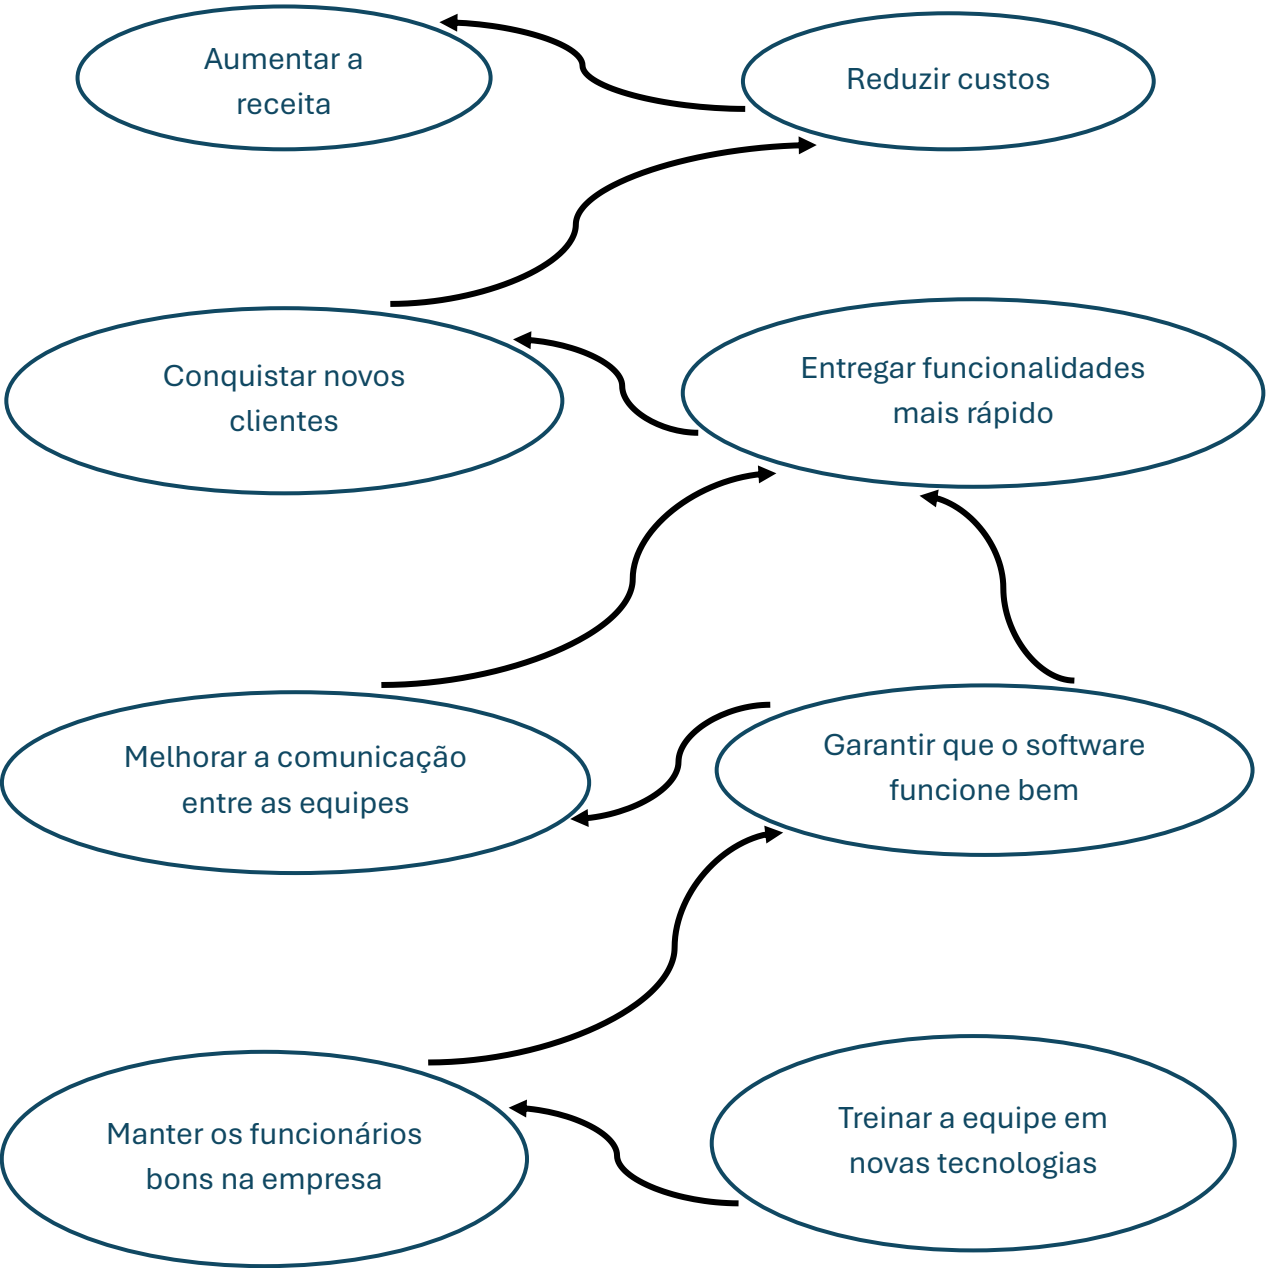 Aumentar a
receita
Reduzir custos
Conquistar novos
clientes
Entregar funcionalidades
mais rápido
Melhorar a comunicação
entre as equipes
Garantir que o software
funcione bem
Manter os funcionários
bons na empresa
Treinar a equipe em
novas tecnologias